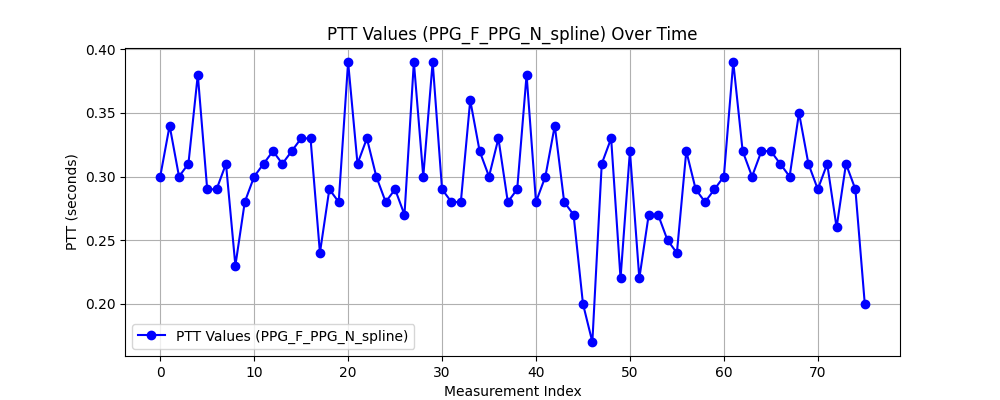 PTT Values (PPG_F_PPG_N_spline) Over Time
0.40
0.35
0.30
0.25
0.20
PTT (seconds)
PTT Values (PPG_F_PPG_N_spline)
0 10 20 30 40 50 60 70
Measurement Index